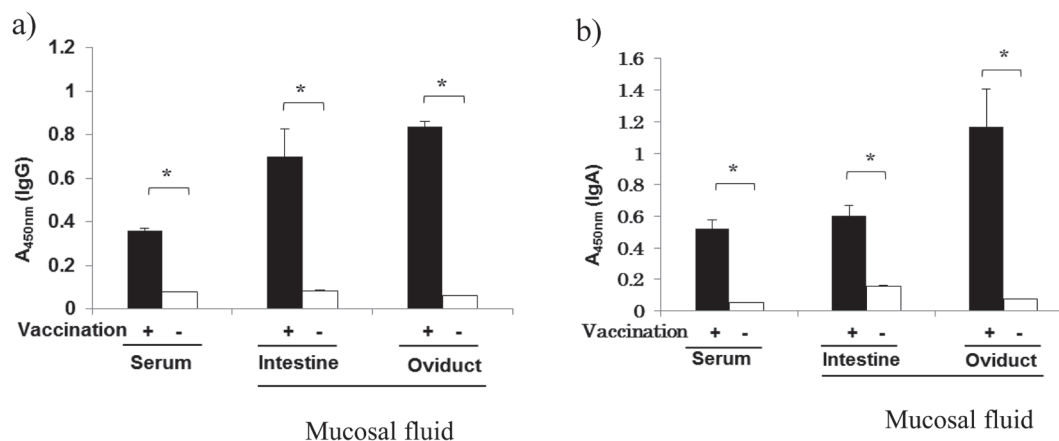 a)
1.2
1
0.8
0.6
0.4
0.2
0
A450nm (IgG)
*
*
*
Vaccination + - + - + -
Serum Intestine Oviduct
Mucosal fluid
b)
1.6
1.4
1.2
1
0.8
0.6
0.4
0.2
0
A450nm (IgA)
*
*
*
Vaccination + - + - + -
Serum Intestine Oviduct
Mucosal fluid